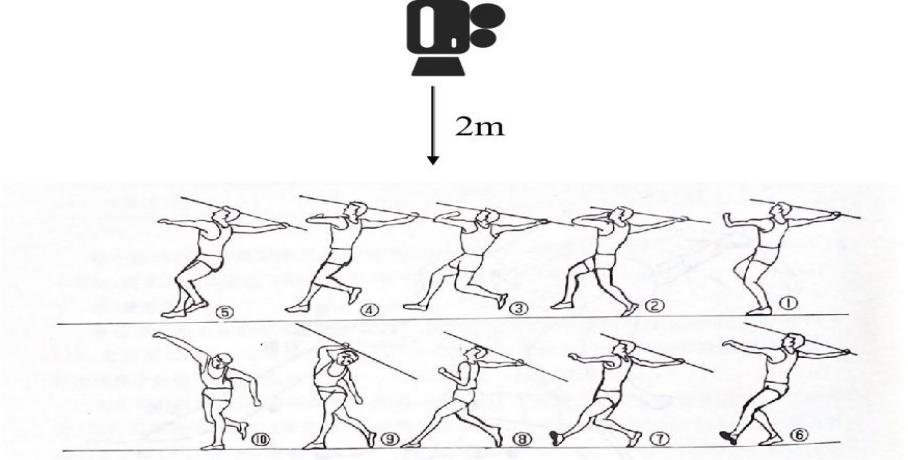 2m
⑤ ④ ③ ② ①
⑩ ⑨ ⑧ ⑦ ⑥